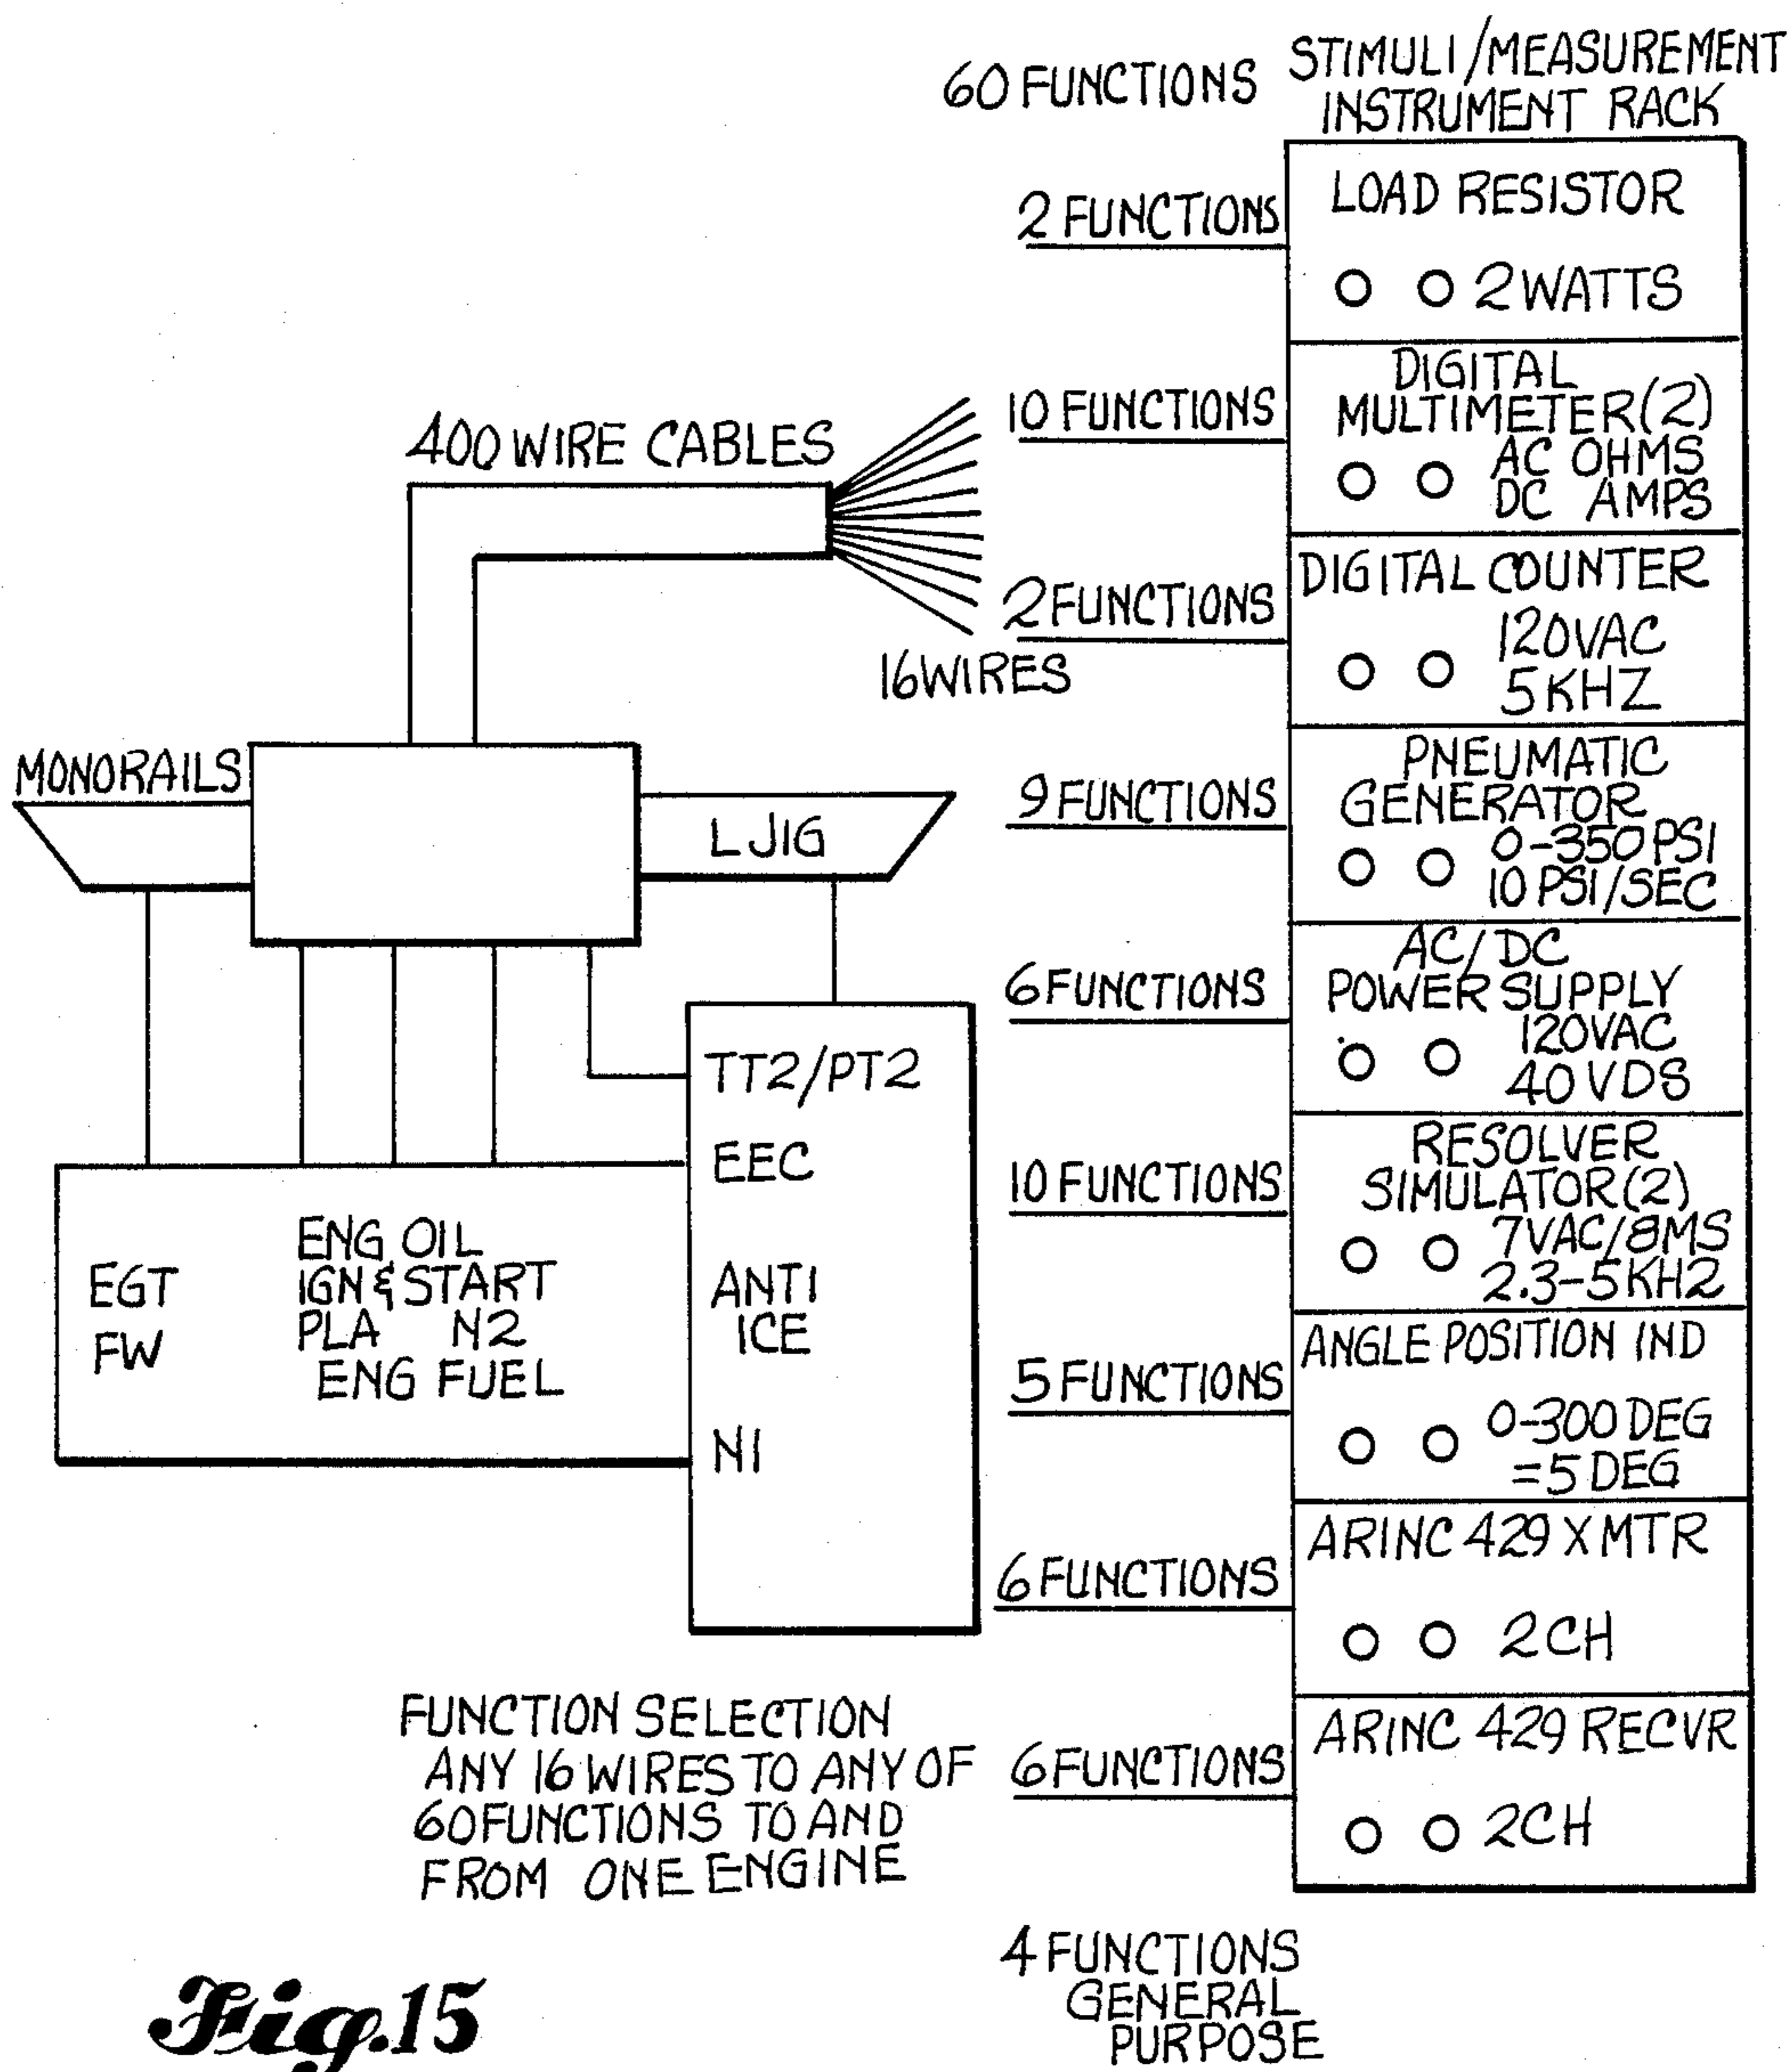 60 FUNCTIONS
STIMULI/MEASUREMENT
INSTRUMENT RACK
2 FUNCTIONS
LOAD RESISTOR
2 WATTS
10 FUNCTIONS
DIGITAL
MULTIMETER(2)
AC OHMS
DC AMPS
400 WIRE CABLES
2 FUNCTIONS
16 WIRES
DIGITAL COUNTER
120VAC
5KHZ
MONORAILS
LJIG
9 FUNCTIONS
PNEUMATIC
GENERATOR
0-350 PSI
10 PSI/SEC
6 FUNCTIONS
AC/DC
POWER SUPPLY
120VAC
40 VDS
TT2/PT2
EEC
ANTI
ICE
N1
EGT
FW
ENG OIL
IGN & START
PLA N2
ENG FUEL
10 FUNCTIONS
RESOLVER
SIMULATOR(2)
7VAC/8MS
2.3-5KHZ
5 FUNCTIONS
ANGLE POSITION IND
0-300 DEG
=5 DEG
6 FUNCTIONS
ARINC 429 XMTR
2CH
6 FUNCTIONS
ARINC 429 RECVR
2CH
FUNCTION SELECTION
ANY 16 WIRES TO ANY OF
60 FUNCTIONS TO AND
FROM ONE ENGINE
4 FUNCTIONS
GENERAL
PURPOSE
Fig.15